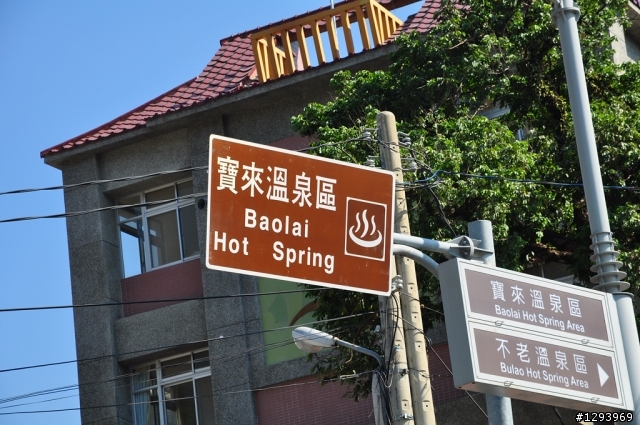 寶來溫泉區
Baolai
Hot Spring
寶來溫泉區
Baolai Hot Spring Area
不老溫泉區
Bulao Hot Spring Area
#1293969